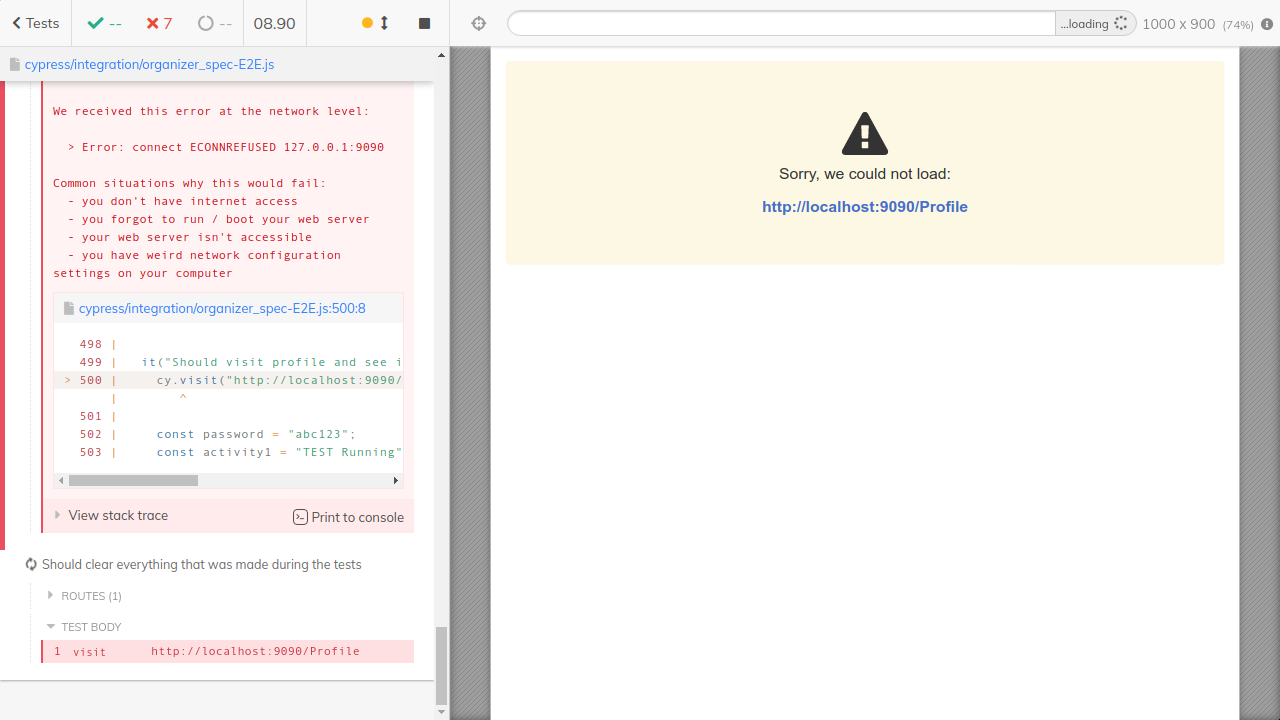 Tests -- 7 -- 08.90 ...loading 1000 x 900 (74%)
cypress/integration/organizer_spec-E2E.js
We received this error at the network level:
> Error: connect ECONNREFUSED 127.0.0.1:9090
Common situations why this would fail:
- you don't have internet access
- you forgot to run / boot your web server
- your web server isn't accessible
- you have weird network configuration
settings on your computer
cypress/integration/organizer_spec-E2E.js:500:8
498 |
499 | it("Should visit profile and see i
> 500 | cy.visit("http://localhost:9090/
| ^
501 |
502 | const password = "abc123";
503 | const activity1 = "TEST Running"
View stack trace Print to console
Should clear everything that was made during the tests
ROUTES (1)
TEST BODY
1 visit http://localhost:9090/Profile
Sorry, we could not load:
http://localhost:9090/Profile